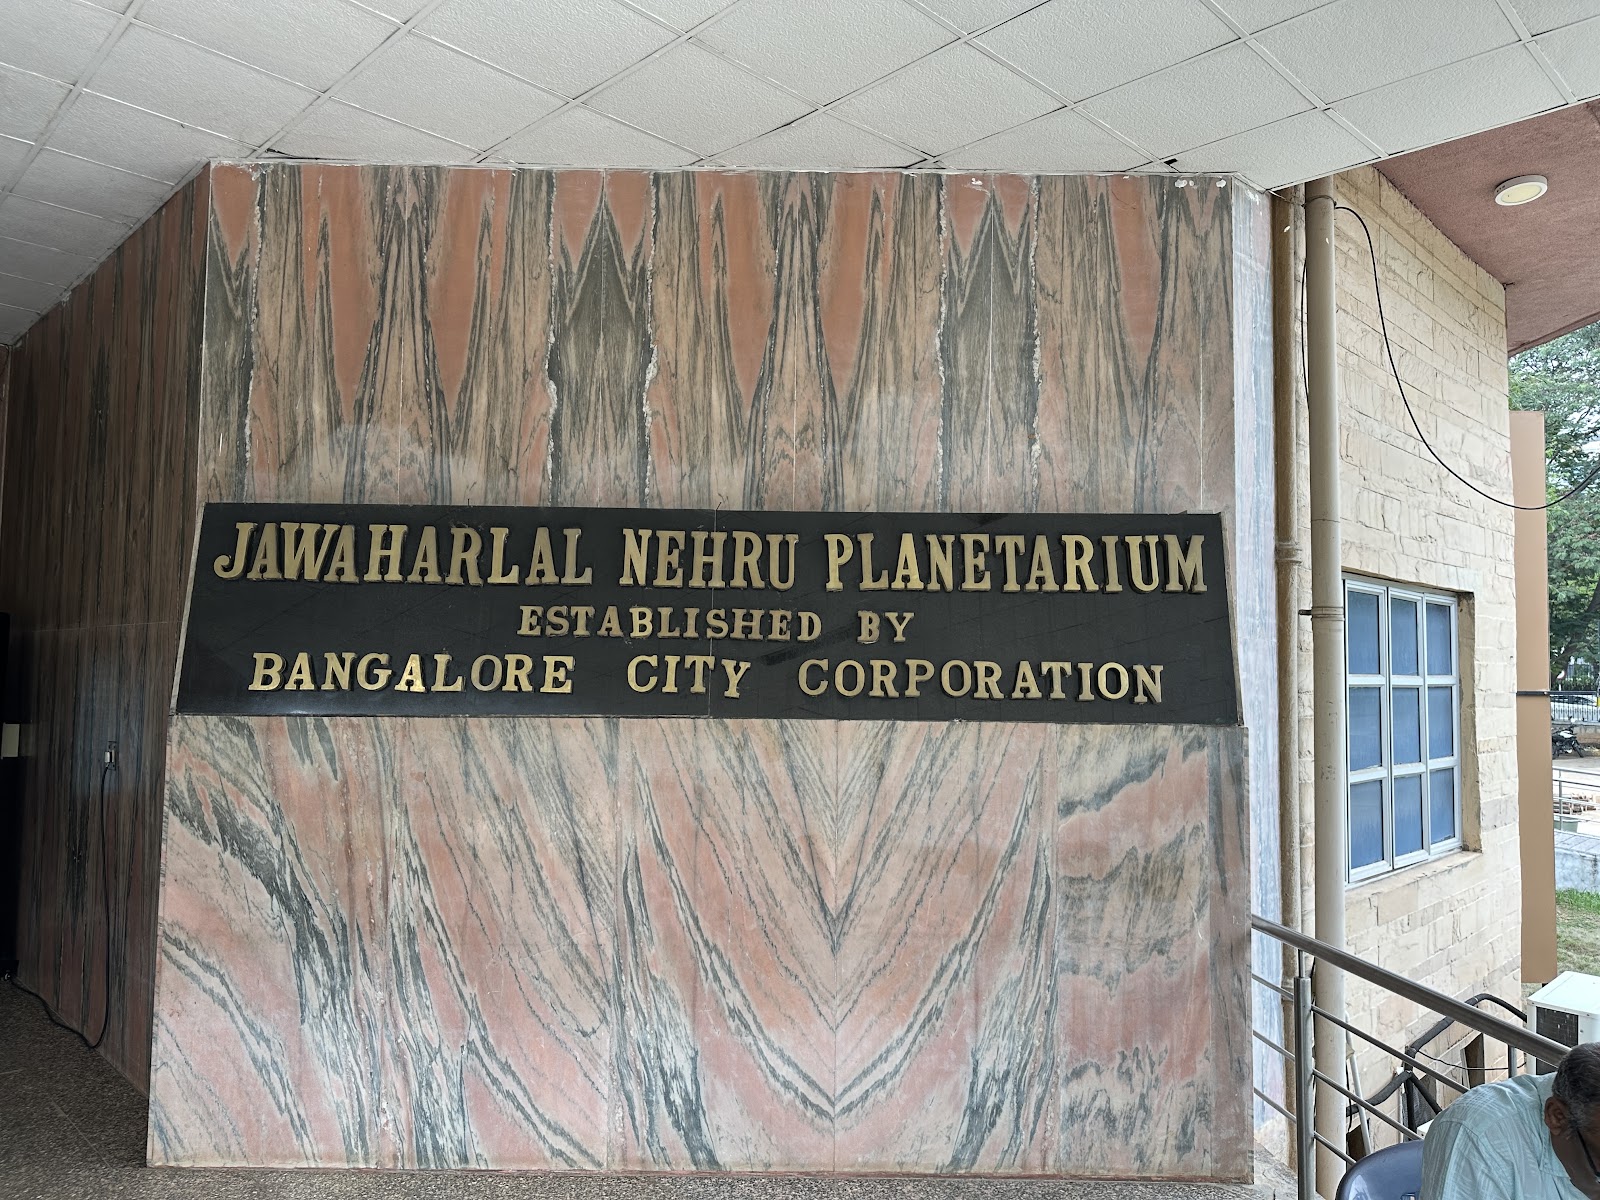 JAWAHARLAL NEHRU PLANETARIUM
ESTABLISHED BY
BANGALORE CITY CORPORATION